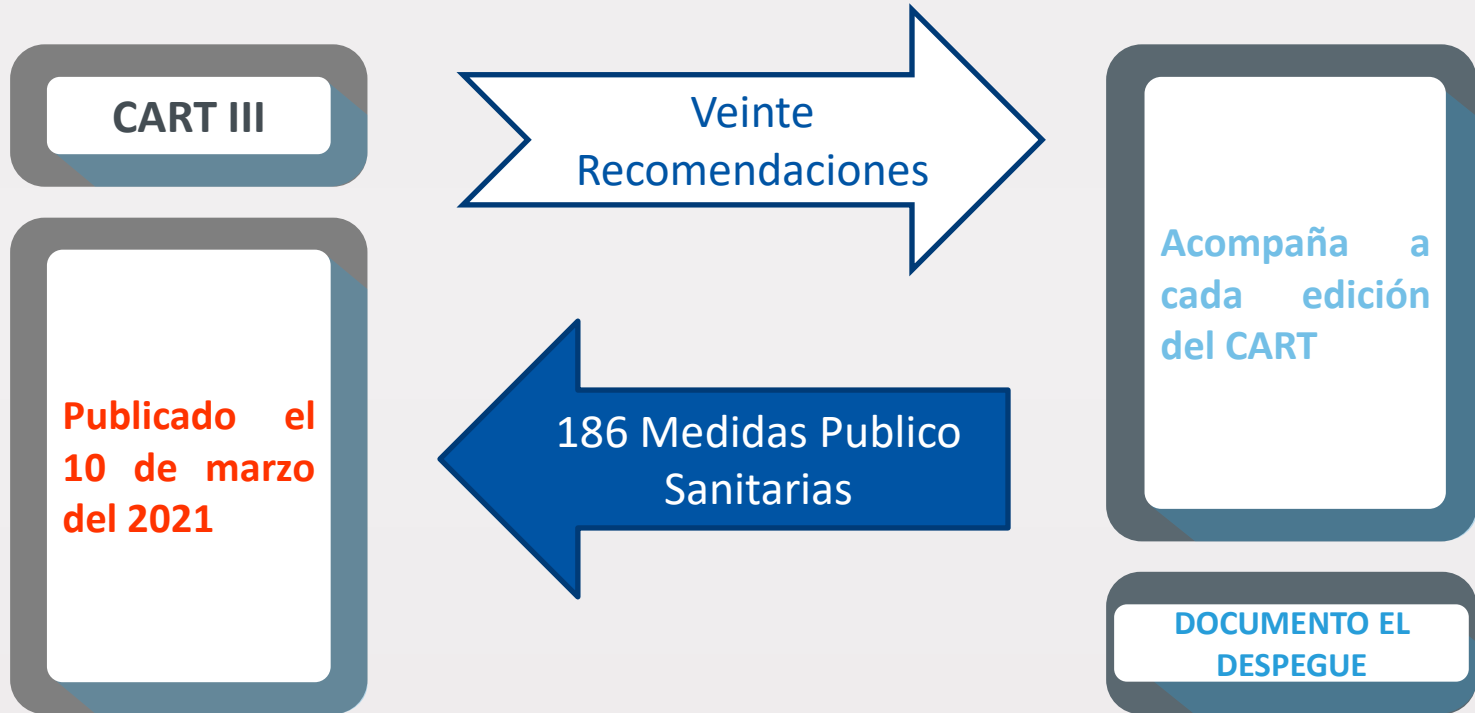 CART III
Publicado el
10 de marzo
del 2021
Veinte
Recomendaciones
186 Medidas Publico
Sanitarias
Acompaña a
cada edición
del CART
DOCUMENTO EL
DESPEGUE